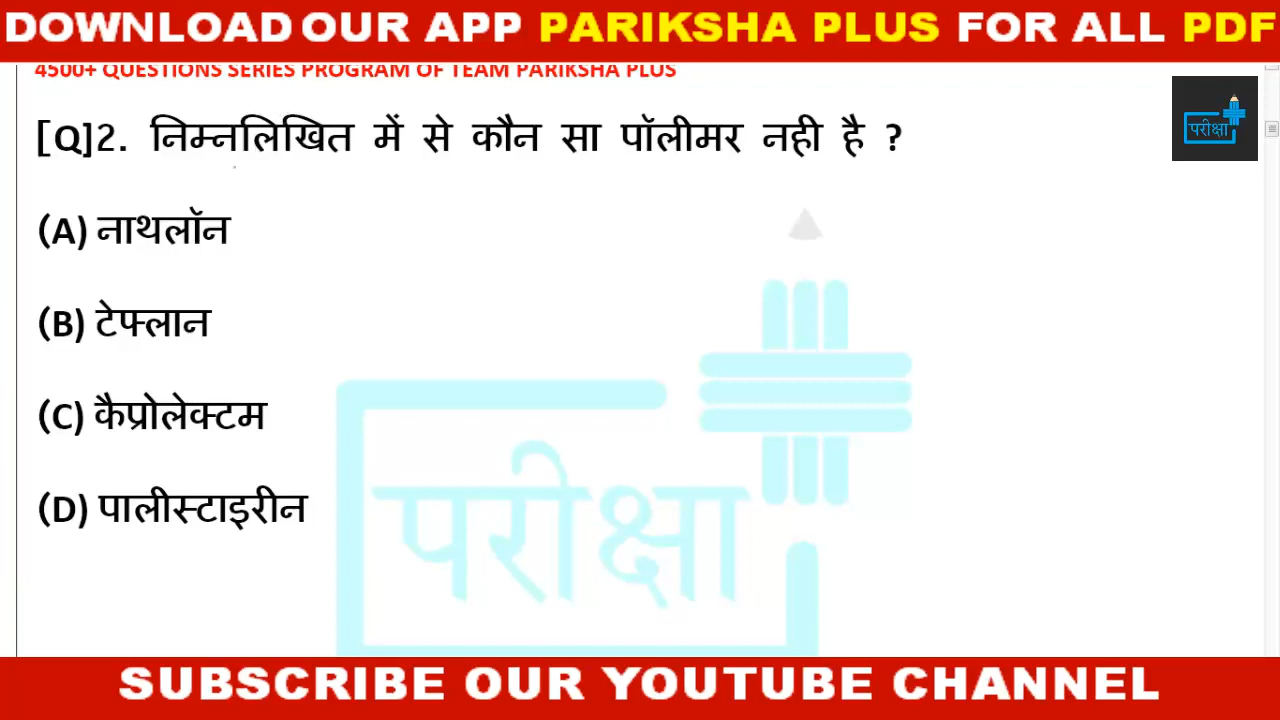 DOWNLOAD OUR APP PARIKSHA PLUS FOR ALL PDF
4500+ QUESTIONS SERIES PROGRAM OF TEAM PARIKSHA PLUS
परीक्षा
[Q]2. निम्नलिखित में से कौन सा पॉलीमर नही है ?
(A) नाथलॉन
(B) टेफ्लान
(C) कैप्रोलेक्टम
(D) पालीस्टाइरीन
परीक्षा
SUBSCRIBE OUR YOUTUBE CHANNEL